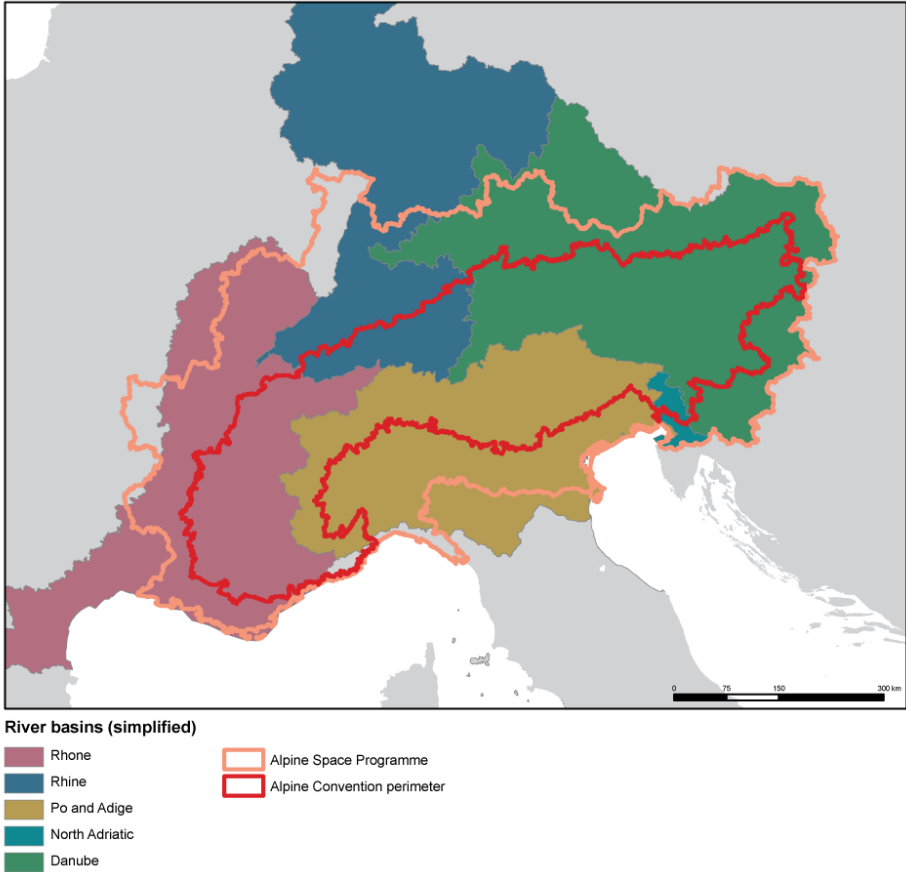 0 75 150 300 km
River basins (simplified)
Rhone
Rhine
Po and Adige
North Adriatic
Danube
Alpine Space Programme
Alpine Convention perimeter